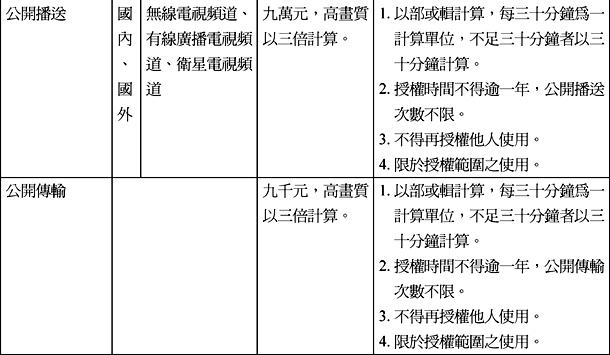 公開播送
國
內
、
國
外
無線電視頻道、
有線廣播電視頻
道、衛星電視頻
道
九萬元，高畫質
以三倍計算。
1. 以部或輯計算，每三十分鐘爲一
計算單位，不足三十分鐘者以三
十分鐘計算。
2. 授權時間不得逾一年，公開播送
次數不限。
3. 不得再授權他人使用。
4. 限於授權範圍之使用。
公開傳輸
九千元，高畫質
以三倍計算。
1. 以部或輯計算，每三十分鐘爲一
計算單位，不足三十分鐘者以三
十分鐘計算。
2. 授權時間不得逾一年，公開傳輸
次數不限。
3. 不得再授權他人使用。
4. 限於授權範圍之使用。